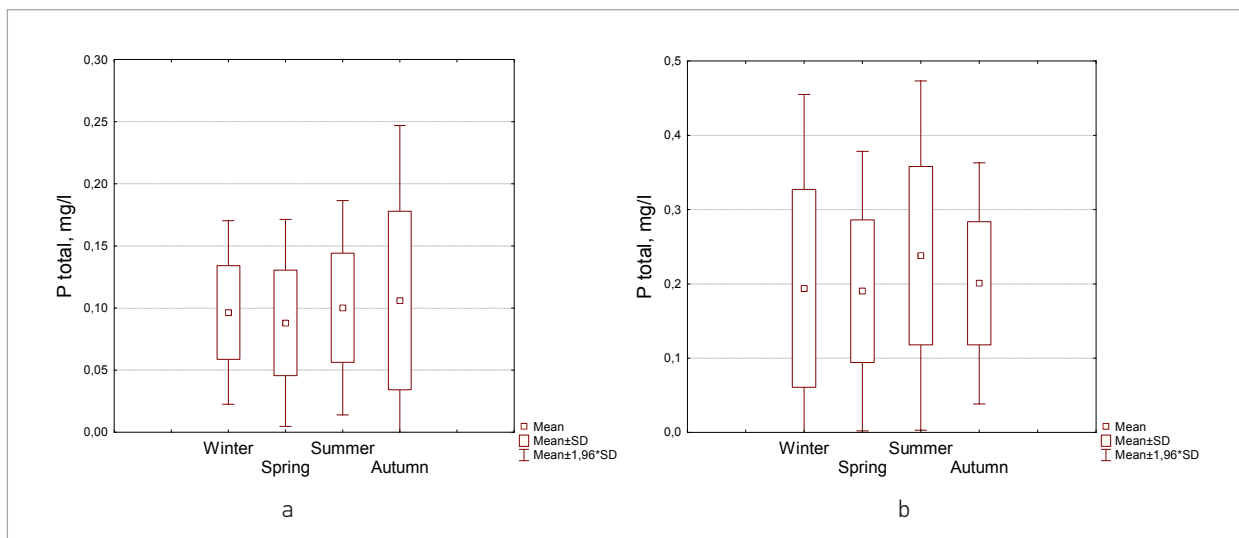 0,30
0,25
0,20
0,15
0,10
0,05
0,00
P total, mg/l
Winter
Spring
Summer
Autumn
Mean
Mean±SD
Mean±1,96*SD
a
0,5
0,4
0,3
0,2
0,1
0,0
P total, mg/l
Winter
Spring
Summer
Autumn
Mean
Mean±SD
Mean±1,96*SD
b